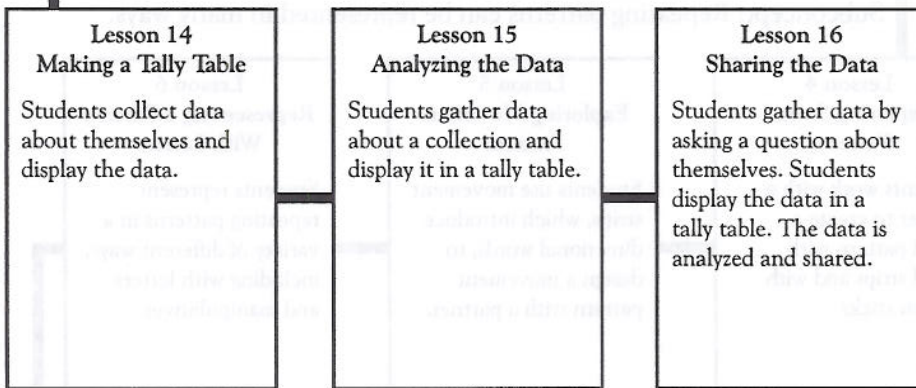 Lesson 14
Making a Tally Table
Students collect data
about themselves and
display the data.
Lesson 15
Analyzing the Data
Students gather data
about a collection and
display it in a tally table.
Lesson 16
Sharing the Data
Students gather data by
asking a question about
themselves. Students
display the data in a
tally table. The data is
analyzed and shared.